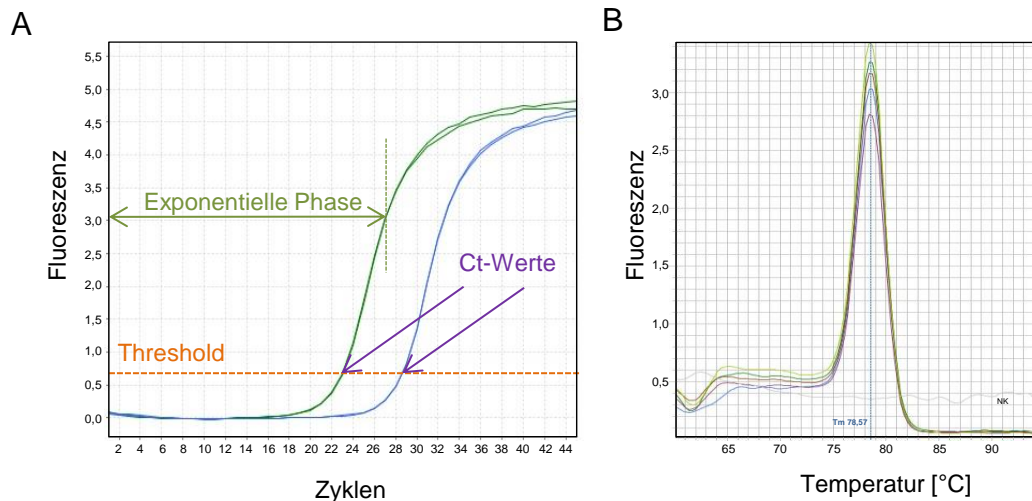 A
Fluoreszenz
5,5
5,0
4,5
4,0
3,5
3,0
2,5
2,0
1,5
1,0
0,5
0,0
Exponentielle Phase
Ct-Werte
Threshold
2 4 6 8 10 12 14 16 18 20 22 24 26 28 30 32 34 36 38 40 42 44
Zyklen
B
Fluoreszenz
3,0
2,5
2,0
1,5
1,0
0,5
NK
Tm 78,57
65 70 75 80 85 90
Temperatur [°C]